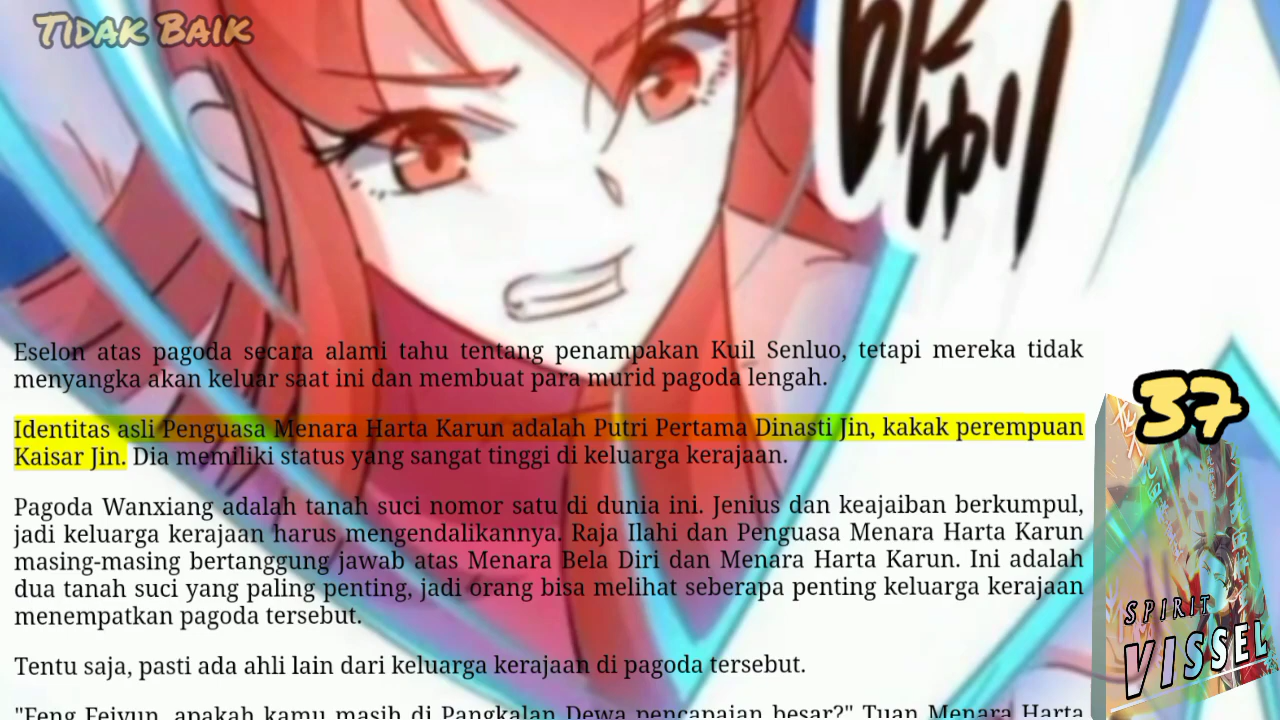 TIDAK BAIK
Eselon atas pagoda secara alami tahu tentang penampakan Kuil Senluo, tetapi mereka tidak
menyangka akan keluar saat ini dan membuat para murid pagoda lengah.
Identitas asli Penguasa Menara Harta Karun adalah Putri Pertama Dinasti Jin, kakak perempuan
Kaisar Jin. Dia memiliki status yang sangat tinggi di keluarga kerajaan.
Pagoda Wanxiang adalah tanah suci nomor satu di dunia ini. Jenius dan keajaiban berkumpul,
jadi keluarga kerajaan harus mengendalikannya. Raja Ilahi dan Penguasa Menara Harta Karun
masing-masing bertanggung jawab atas Menara Bela Diri dan Menara Harta Karun. Ini adalah
dua tanah suci yang paling penting, jadi orang bisa melihat seberapa penting keluarga kerajaan
menempatkan pagoda tersebut.
Tentu saja, pasti ada ahli lain dari keluarga kerajaan di pagoda tersebut.
"Feng Feiyun, apakah kamu masih di Pangkalan Dewa pencapaian besar?" Tuan Menara Harta
37
SPIRIT
VISSEL